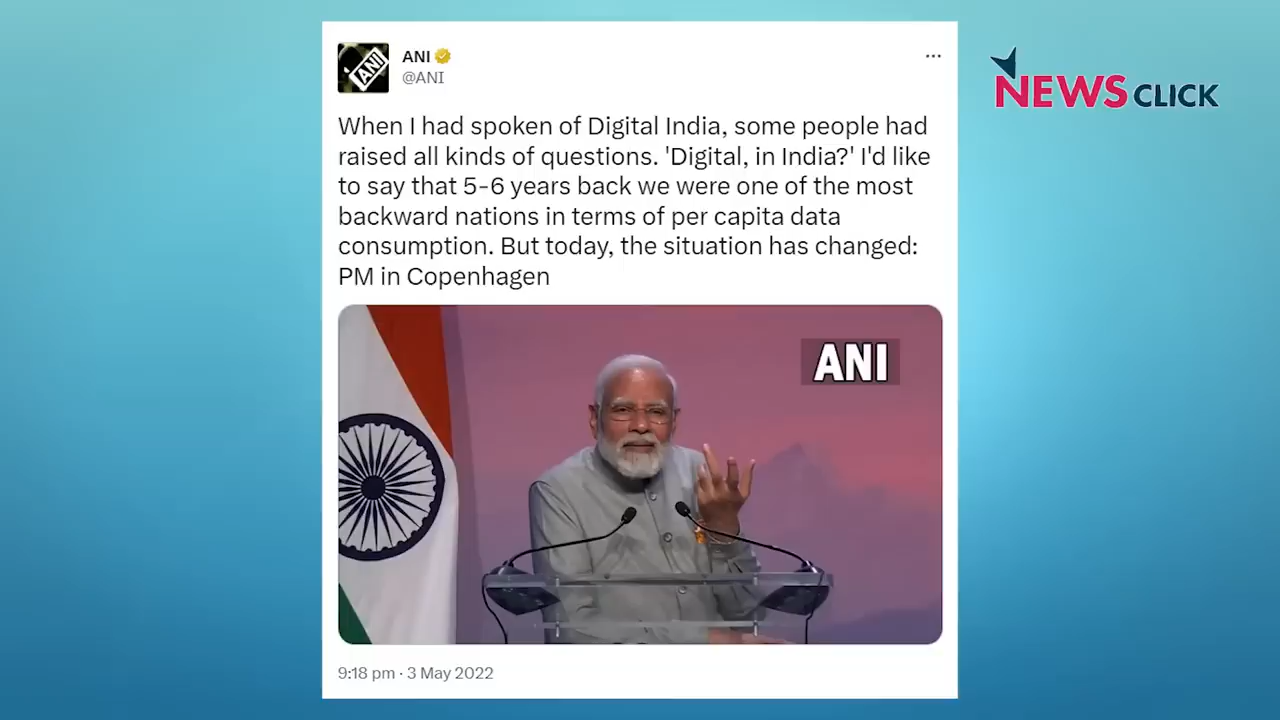 ANI
@ANI
ANI
NEWS CLICK
When I had spoken of Digital India, some people had
raised all kinds of questions. 'Digital, in India?' I'd like
to say that 5-6 years back we were one of the most
backward nations in terms of per capita data
consumption. But today, the situation has changed:
PM in Copenhagen
ANI
9:18 pm · 3 May 2022